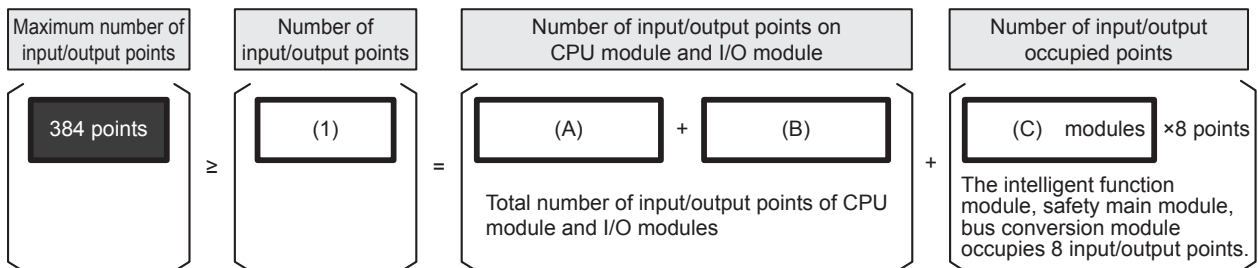 Maximum number of
input/output points
Number of
input/output points
Number of input/output points on
CPU module and I/O module
Number of input/output
occupied points
384 points
≥
(1)
=
(A)
+
(B)
+
(C) modules ×8 points
Total number of input/output points of CPU
module and I/O modules
The intelligent function
module, safety main module,
bus conversion module
occupies 8 input/output points.